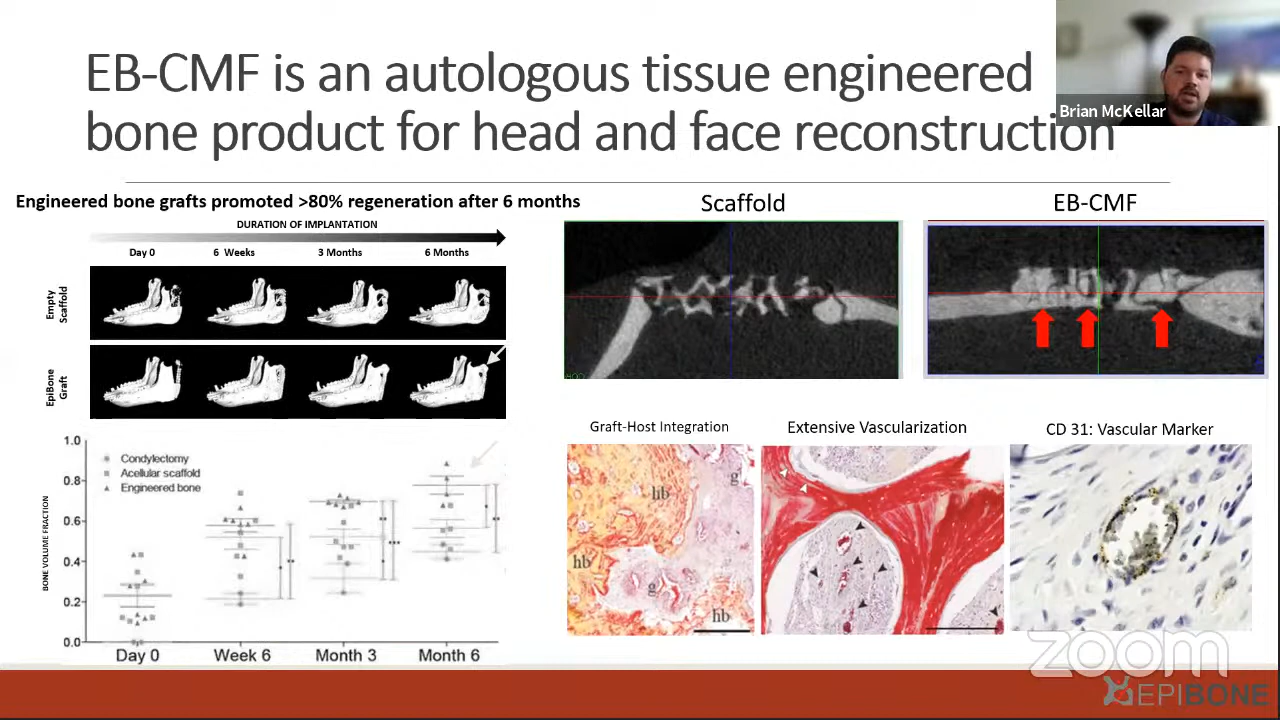 EB-CMF is an autologous tissue engineered
bone product for head and face reconstruction
Brian McKellar
Engineered bone grafts promoted >80% regeneration after 6 months
DURATION OF IMPLANTATION
Day 0 6 Weeks 3 Months 6 Months
Empty
Scaffold
EpiBone
Graft
BONE VOLUME FRACTION
1.0
0.8
0.6
0.4
0.2
0.0
Condylectomy
Acellular scaffold
Engineered bone
Day 0 Week 6 Month 3 Month 6
Scaffold
EB-CMF
Graft-Host Integration
Extensive Vascularization
CD 31: Vascular Marker
hb
g
hb
g
hb
zoom
EPIBONE